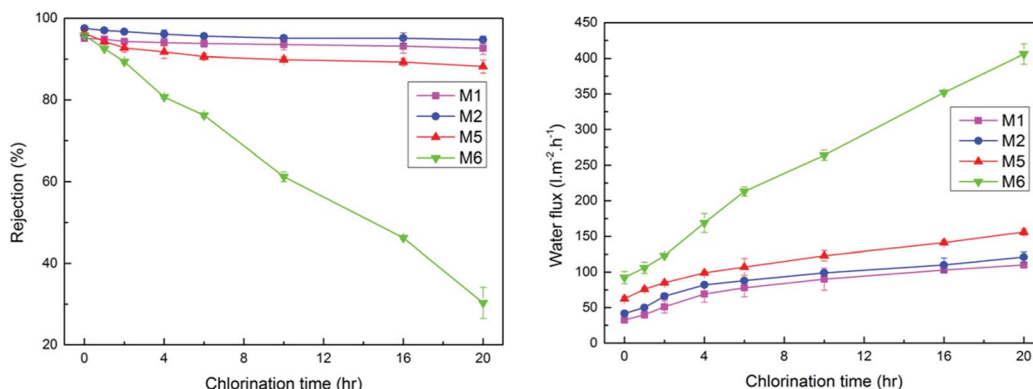 100
80
60
40
20
Rejection (%)
M1
M2
M5
M6
0 4 8 12 16 20
Chlorination time (hr)
450
400
350
300
250
200
150
100
50
0
Water flux (l.m⁻².h⁻¹)
M1
M2
M5
M6
0 4 8 12 16 20
Chlorination time (hr)